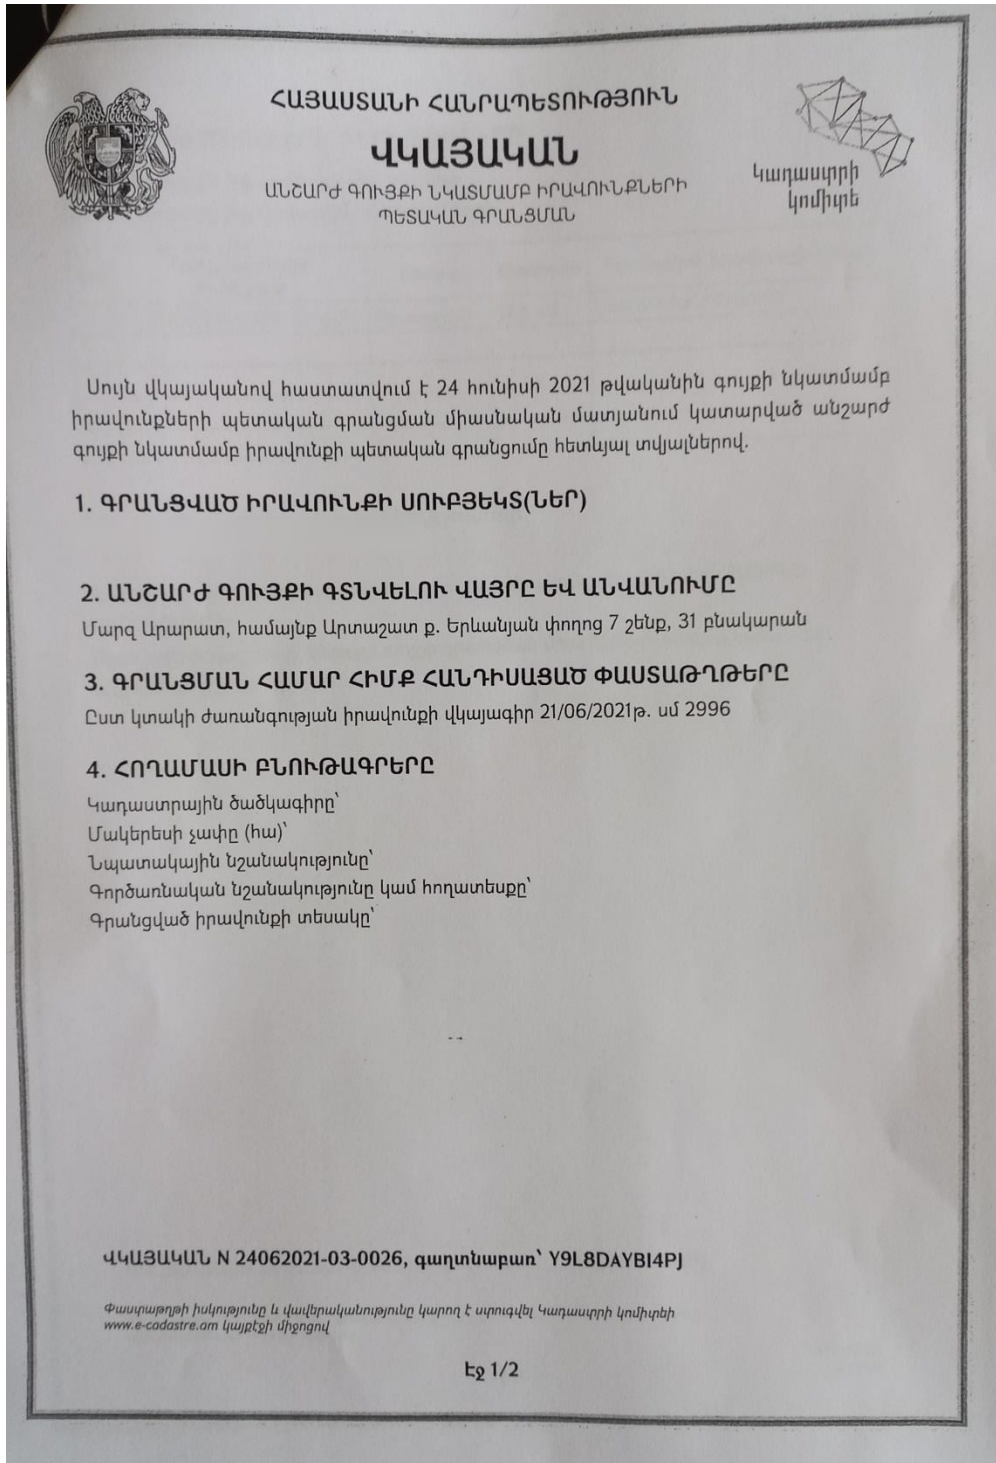 ՀԱՅԱՍՏԱՆԻ ՀԱՆՐԱՊԵՏՈՒԹՅՈՒՆ
ՎԿԱՅԱԿԱՆ
ԱՆՇԱՐԺ ԳՈՒՅՔԻ ՆԿԱՏՄԱՄԲ ԻՐԱՎՈՒՆՔՆԵՐԻ
ՊԵՏԱԿԱՆ ԳՐԱՆՑՄԱՆ
Կադաստրի
կոմիտե
Սույն վկայականով հաստատվում է 24 հունիսի 2021 թվականին գույքի նկատմամբ
իրավունքների պետական գրանցման միասնական մատյանում կատարված անշարժ
գույքի նկատմամբ իրավունքի պետական գրանցումը հետևյալ տվյալներով.
1. ԳՐԱՆՑՎԱԾ ԻՐԱՎՈՒՆՔԻ ՍՈՒԲՅԵԿՏ(ՆԵՐ)
2. ԱՆՇԱՐԺ ԳՈՒՅՔԻ ԳՏՆՎԵԼՈՒ ՎԱՅՐԸ ԵՎ ԱՆՎԱՆՈՒՄԸ
Մարզ Արարատ, համայնք Արտաշատ ք. Երևանյան փողոց 7 շենք, 31 բնակարան
3. ԳՐԱՆՑՄԱՆ ՀԱՄԱՐ ՀԻՄՔ ՀԱՆԴԻՍԱՑԱԾ ՓԱՍՏԱԹՂԹԵՐԸ
Ըստ կտակի ժառանգության իրավունքի վկայագիր 21/06/2021թ. սմ 2996
4. ՀՈՂԱՄԱՍԻ ԲՆՈՒԹԱԳՐԵՐԸ
Կադաստրային ծածկագիրը՝
Մակերեսի չափը (հա)՝
Նպատակային նշանակությունը՝
Գործառնական նշանակությունը կամ հողատեսքը՝
Գրանցված իրավունքի տեսակը՝
--
ՎԿԱՅԱԿԱՆ N 24062021-03-0026, գաղտնաբառ՝ Y9L8DAYBI4PJ
Փաստաթղթի իսկությունը և վավերականությունը կարող է ստուգվել Կադաստրի կոմիտեի
www.e-cadastre.am կայքէջի միջոցով
Էջ 1/2